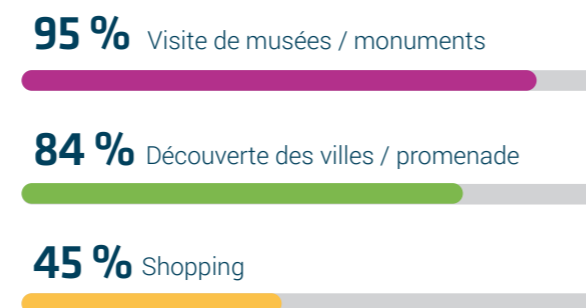 95 % Visite de musées / monuments
84 % Découverte des villes / promenade
45 % Shopping